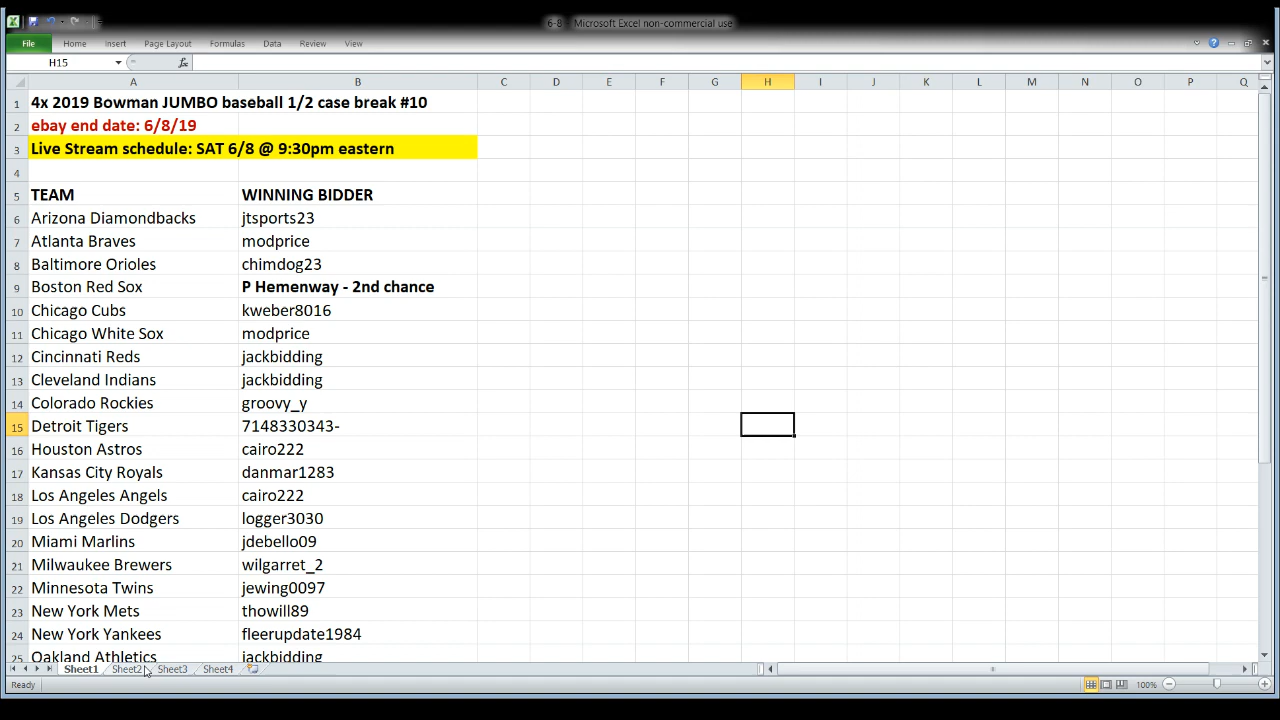 6-8 - Microsoft Excel non-commercial use
File Home Insert Page Layout Formulas Data Review View
H15 fx
A B C D E F G H I J K L M N O P Q
1 4x 2019 Bowman JUMBO baseball 1/2 case break #10
2 ebay end date: 6/8/19
3 Live Stream schedule: SAT 6/8 @ 9:30pm eastern
4
5 TEAM WINNING BIDDER
6 Arizona Diamondbacks jtsports23
7 Atlanta Braves modprice
8 Baltimore Orioles chimdog23
9 Boston Red Sox P Hemenway - 2nd chance
10 Chicago Cubs kweber8016
11 Chicago White Sox modprice
12 Cincinnati Reds jackbidding
13 Cleveland Indians jackbidding
14 Colorado Rockies groovy_y
15 Detroit Tigers 7148330343-
16 Houston Astros cairo222
17 Kansas City Royals danmar1283
18 Los Angeles Angels cairo222
19 Los Angeles Dodgers logger3030
20 Miami Marlins jdebello09
21 Milwaukee Brewers wilgarret_2
22 Minnesota Twins jewing0097
23 New York Mets thowill89
24 New York Yankees fleerupdate1984
25 Oakland Athletics jackbidding
Sheet1 Sheet2 Sheet3 Sheet4
Ready 100%